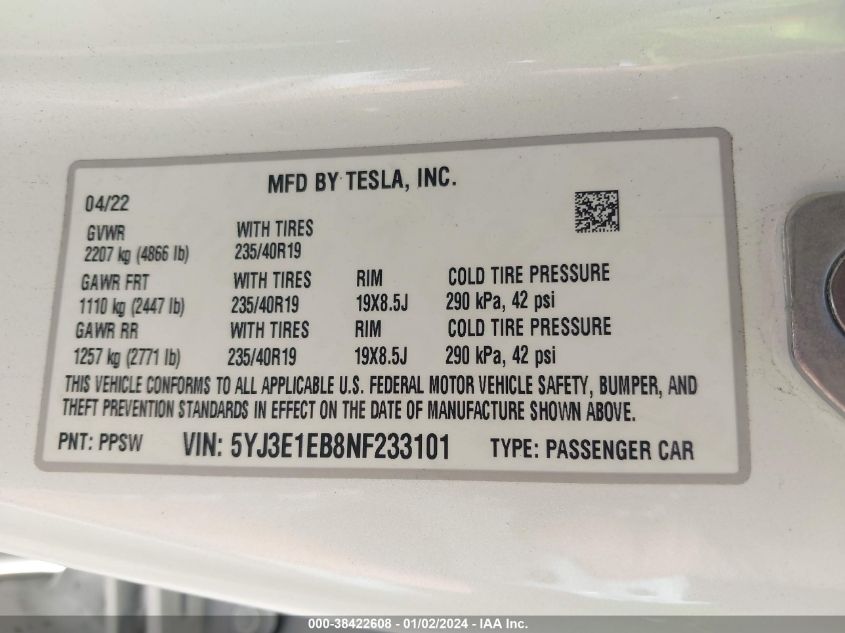 MFD BY TESLA, INC.
04/22
GVWR WITH TIRES
2207 kg (4866 lb) 235/40R19
GAWR FRT WITH TIRES RIM COLD TIRE PRESSURE
1110 kg (2447 lb) 235/40R19 19X8.5J 290 kPa, 42 psi
GAWR RR WITH TIRES RIM COLD TIRE PRESSURE
1257 kg (2771 lb) 235/40R19 19X8.5J 290 kPa, 42 psi
THIS VEHICLE CONFORMS TO ALL APPLICABLE U.S. FEDERAL MOTOR VEHICLE SAFETY, BUMPER, AND
THEFT PREVENTION STANDARDS IN EFFECT ON THE DATE OF MANUFACTURE SHOWN ABOVE.
PNT: PPSW VIN: 5YJ3E1EB8NF233101 TYPE: PASSENGER CAR
000-38422608 - 01/02/2024 - IAA Inc.